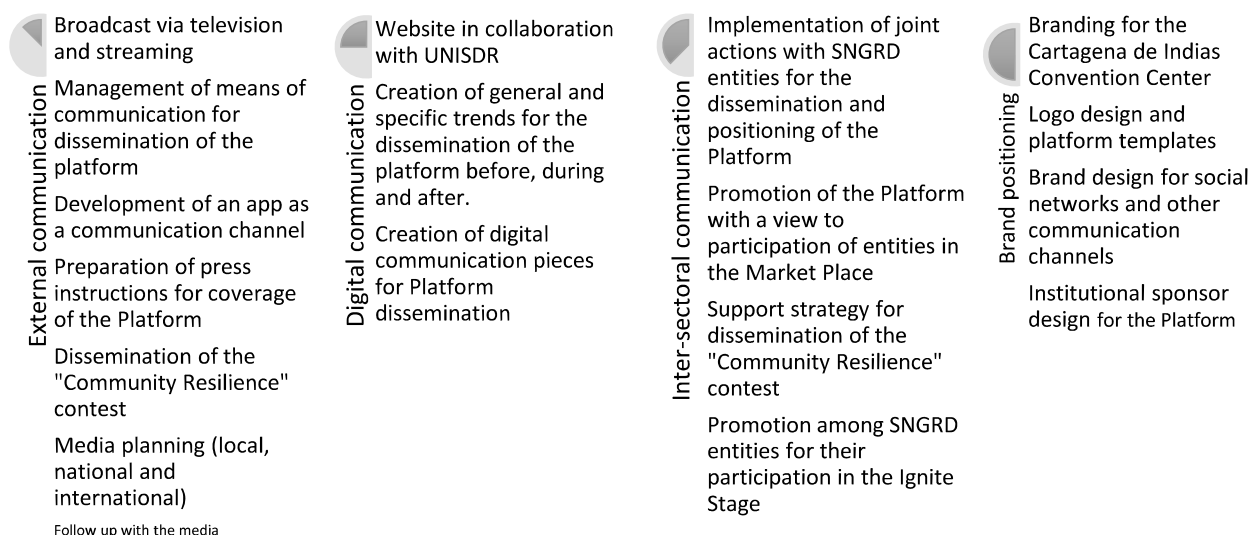 External communication
Broadcast via television
and streaming
Management of means of
communication for
dissemination of the
platform
Development of an app as
a communication channel
Preparation of press
instructions for coverage
of the Platform
Dissemination of the
"Community Resilience"
contest
Media planning (local,
national and
international)
Follow up with the media
Digital communication
Website in collaboration
with UNISDR
Creation of general and
specific trends for the
dissemination of the
platform before, during
and after.
Creation of digital
communication pieces
for Platform
dissemination
Inter-sectoral communication
Implementation of joint
actions with SNGRD
entities for the
dissemination and
positioning of the
Platform
Promotion of the Platform
with a view to
participation of entities in
the Market Place
Support strategy for
dissemination of the
"Community Resilience"
contest
Promotion among SNGRD
entities for their
participation in the Ignite
Stage
Brand positioning
Branding for the
Cartagena de Indias
Convention Center
Logo design and
platform templates
Brand design for social
networks and other
communication
channels
Institutional sponsor
design for the Platform